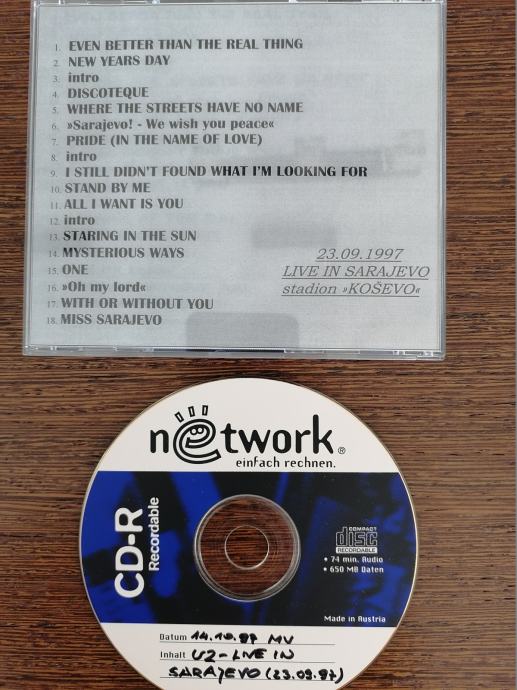 1. EVEN BETTER THAN THE REAL THING
2. NEW YEARS DAY
3. intro
4. DISCOTEQUE
5. WHERE THE STREETS HAVE NO NAME
6. »Sarajevo! - We wish you peace«
7. PRIDE (IN THE NAME OF LOVE)
8. intro
9. I STILL DIDN'T FOUND WHAT I'M LOOKING FOR
10. STAND BY ME
11. ALL I WANT IS YOU
12. intro
13. STARING IN THE SUN
14. MYSTERIOUS WAYS
15. ONE
16. »Oh my lord«
17. WITH OR WITHOUT YOU
18. MISS SARAJEVO
23.09.1997
LIVE IN SARAJEVO
stadion »KOŠEVO«
network®
einfach rechnen.
CD-R
Recordable
COMPACT
disc
RECORDABLE
• 74 min. Audio
• 650 MB Daten
Made in Austria
Datum 14.10.97 MV
Inhalt U2-LIVE IN
SARAJEVO (23.09.97)